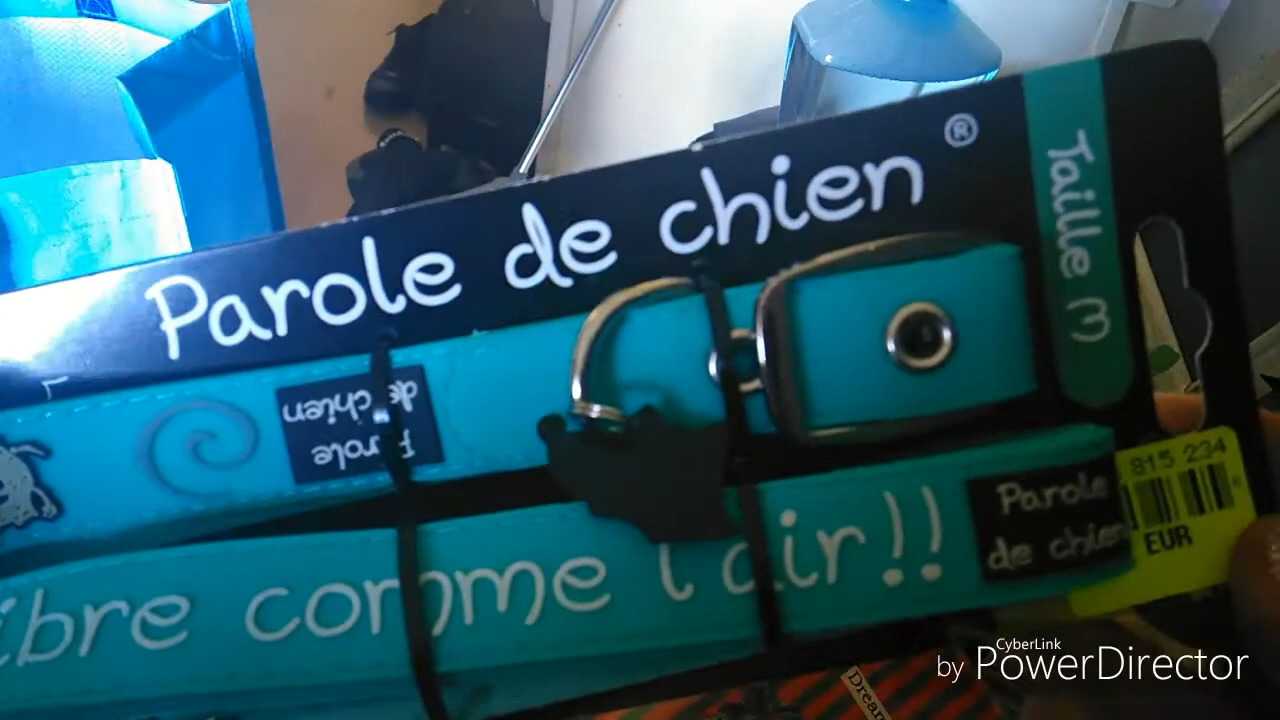 Parole de chien ®
Taille M
Parole
de chien
ibre comme l'air!!
Parole
de chien
815 234
EUR
Dream
CyberLink
by PowerDirector